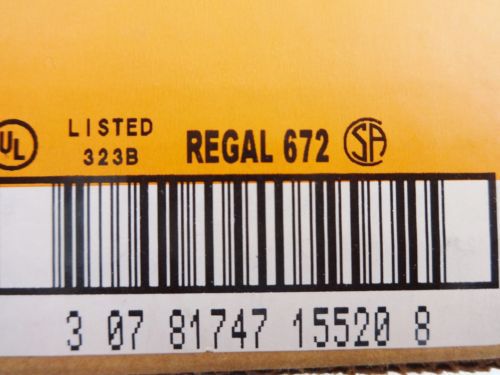 UL LISTED REGAL 672 SA
323B
3 07 81747 15520 8